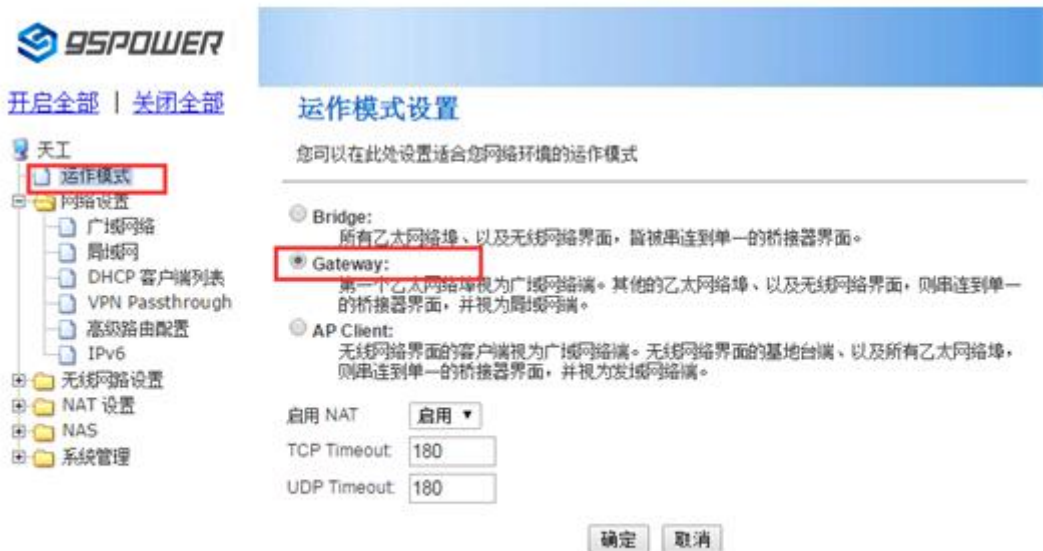 95POWER
开启全部 | 关闭全部
天工
运作模式
网络设置
广域网络
局域网
DHCP 客户端列表
VPN Passthrough
高级路由配置
IPv6
无线网路设置
NAT 设置
NAS
系统管理
运作模式设置
您可以在此处设置适合您网络环境的运作模式
Bridge:
所有乙太网络埠、以及无线网络界面，皆被串连到单一的桥接器界面。
Gateway:
第一个乙太网络埠视为广域网络端。其他的乙太网络埠、以及无线网络界面，则串连到单一
的桥接器界面，并视为局域网端。
AP Client:
无线网络界面的客户端视为广域网络端。无线网络界面的基地台端、以及所有乙太网络埠，
则串连到单一的桥接器界面，并视为发域网络端。
启用 NAT 启用
TCP Timeout: 180
UDP Timeout: 180
确定 取消